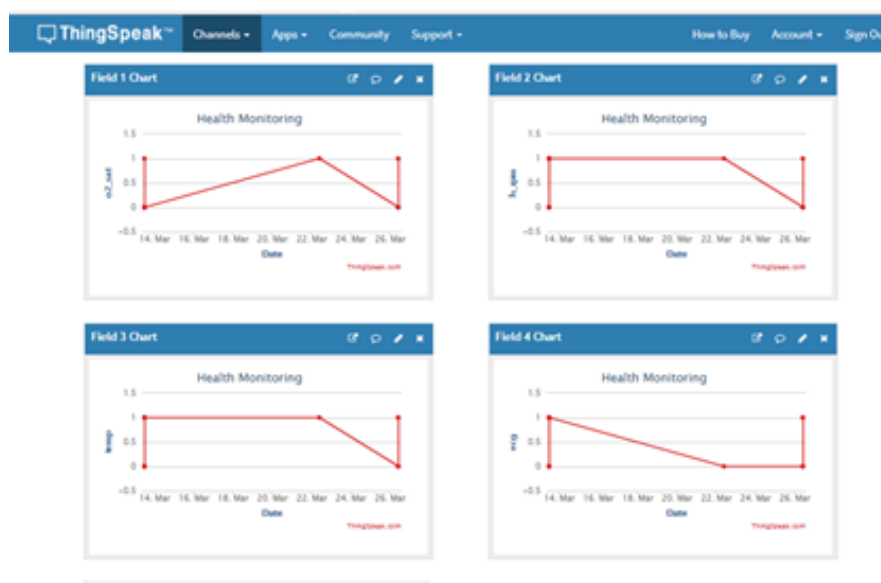 ThingSpeak™ Channels Apps Community Support How to Buy Account Sign Ou
Field 1 Chart
Health Monitoring
1.5
1
0.5
0
-0.5
o2_sat
14. Mar 16. Mar 18. Mar 20. Mar 22. Mar 24. Mar 26. Mar
Date
ThingSpeak.com
Field 2 Chart
Health Monitoring
1.5
1
0.5
0
-0.5
14. Mar 16. Mar 18. Mar 20. Mar 22. Mar 24. Mar 26. Mar
Date
ThingSpeak.com
Field 3 Chart
Health Monitoring
1.5
1
0.5
0
-0.5
temp
14. Mar 16. Mar 18. Mar 20. Mar 22. Mar 24. Mar 26. Mar
Date
ThingSpeak.com
Field 4 Chart
Health Monitoring
1.5
1
0.5
0
-0.5
ecg
14. Mar 16. Mar 18. Mar 20. Mar 22. Mar 24. Mar 26. Mar
Date
ThingSpeak.com